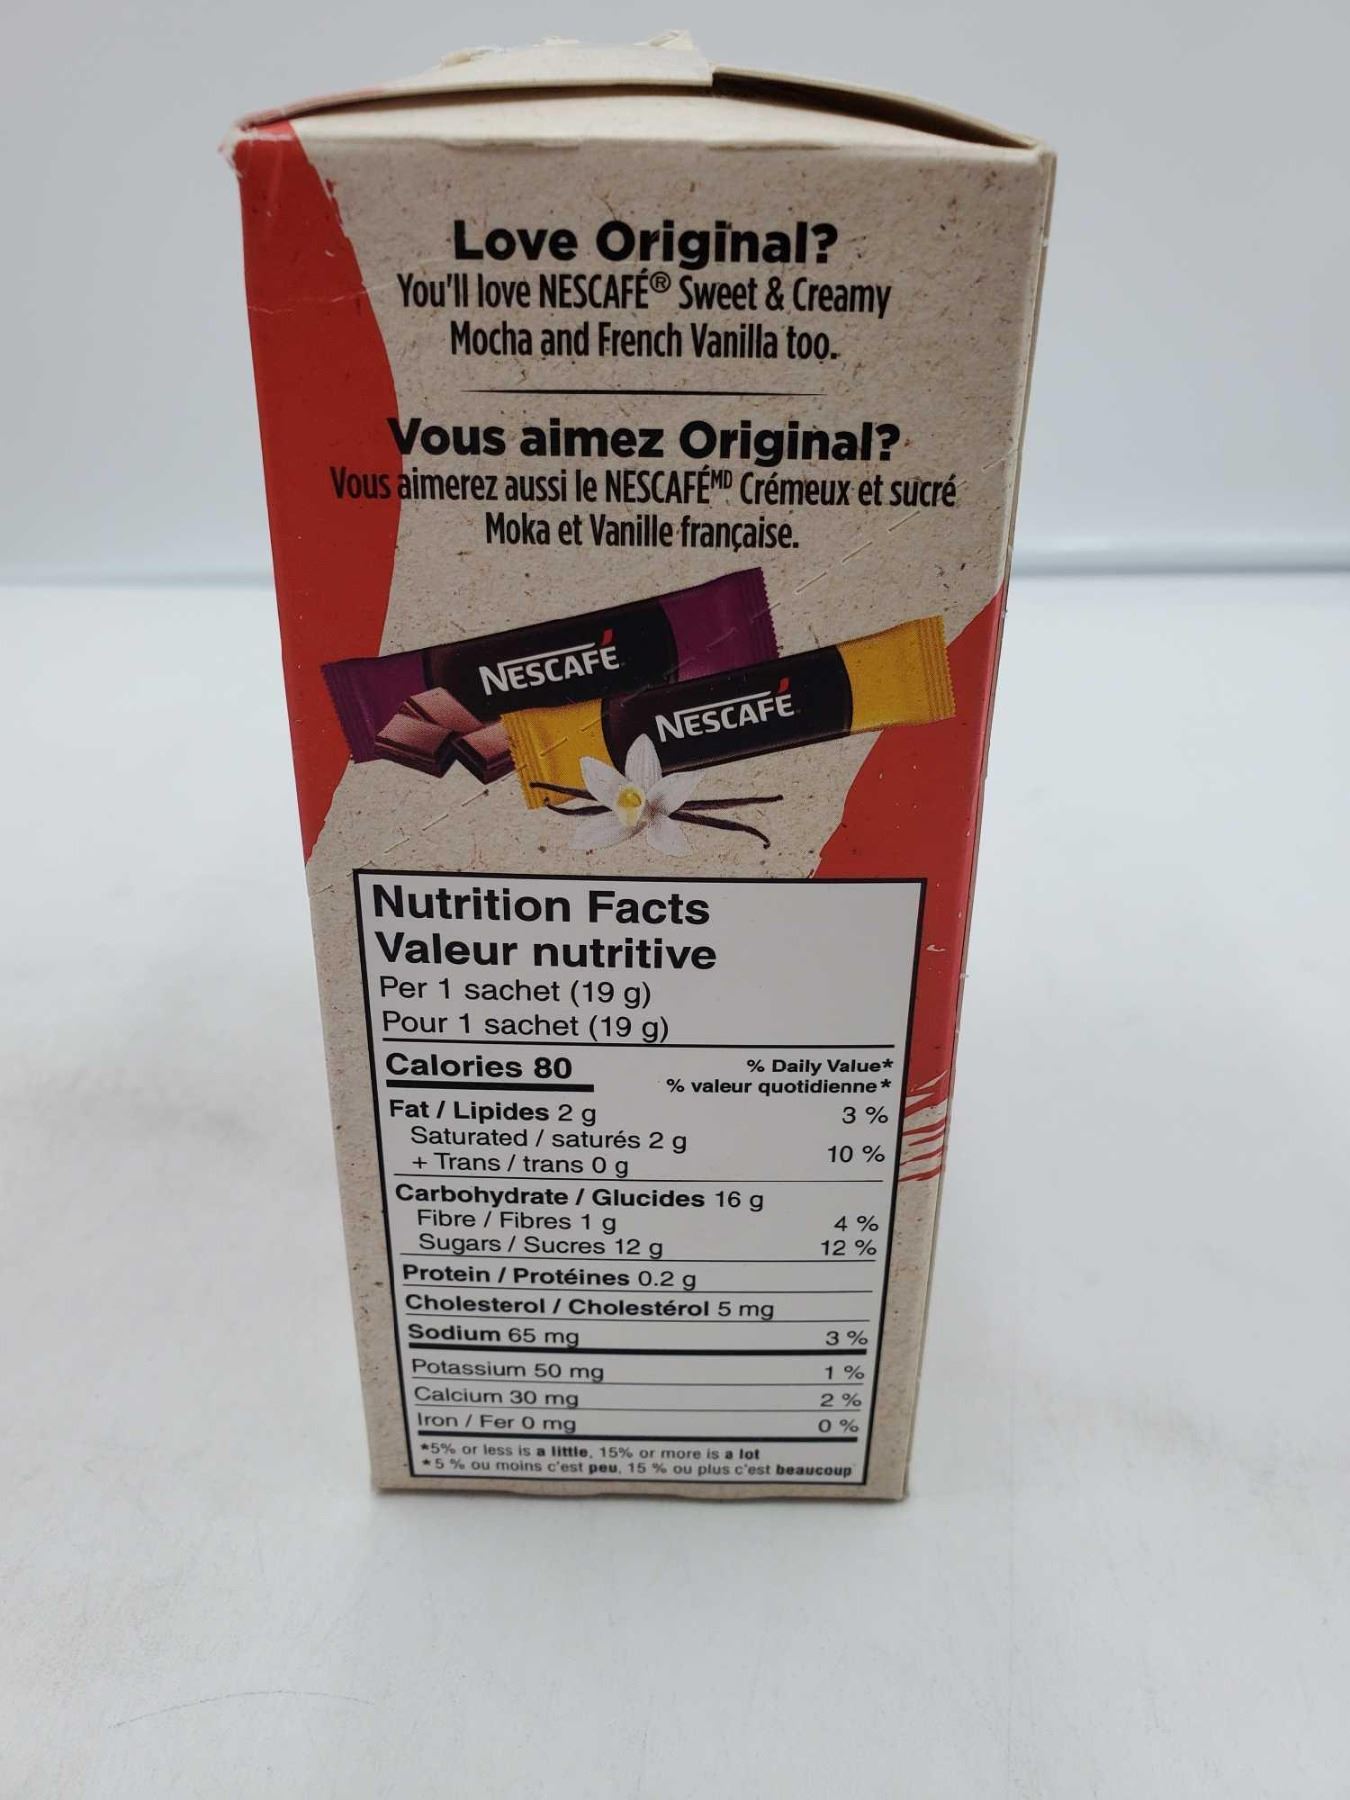 Love Original?
You'll love NESCAFÉ® Sweet & Creamy
Mocha and French Vanilla too.
Vous aimez Original?
Vous aimerez aussi le NESCAFÉMD Crémeux et sucré
Moka et Vanille française.
NESCAFÉ
NESCAFÉ
Nutrition Facts
Valeur nutritive
Per 1 sachet (19 g)
Pour 1 sachet (19 g)
Calories 80
% Daily Value*
% valeur quotidienne*
Fat / Lipides 2 g 3 %
Saturated / saturés 2 g
+ Trans / trans 0 g 10 %
Carbohydrate / Glucides 16 g
Fibre / Fibres 1 g 4 %
Sugars / Sucres 12 g 12 %
Protein / Protéines 0.2 g
Cholesterol / Cholestérol 5 mg
Sodium 65 mg 3 %
Potassium 50 mg 1 %
Calcium 30 mg 2 %
Iron / Fer 0 mg 0 %
*5% or less is a little, 15% or more is a lot
*5 % ou moins c'est peu, 15 % ou plus c'est beaucoup